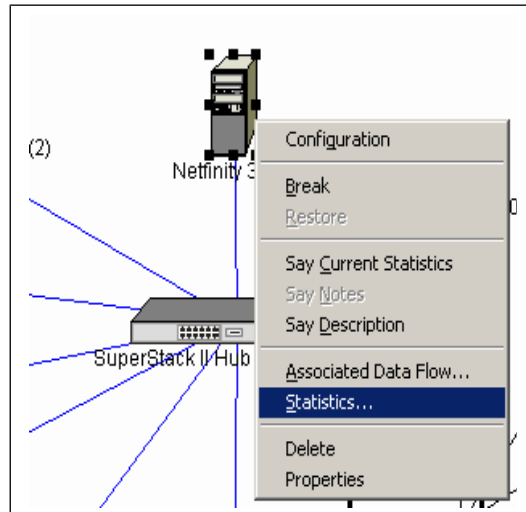 (2)
Netfinity 3
SuperStack II Hub
Configuration
Break
Restore
Say Current Statistics
Say Notes
Say Description
Associated Data Flow...
Statistics...
Delete
Properties